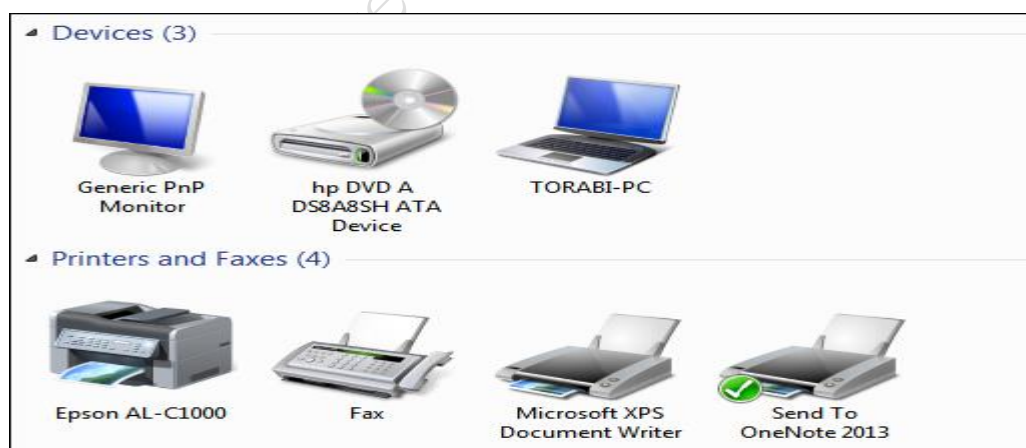 Devices (3)
Generic PnP
Monitor
hp DVD A
DS8A8SH ATA
Device
TORABI-PC
Printers and Faxes (4)
Epson AL-C1000
Fax
Microsoft XPS
Document Writer
Send To
OneNote 2013